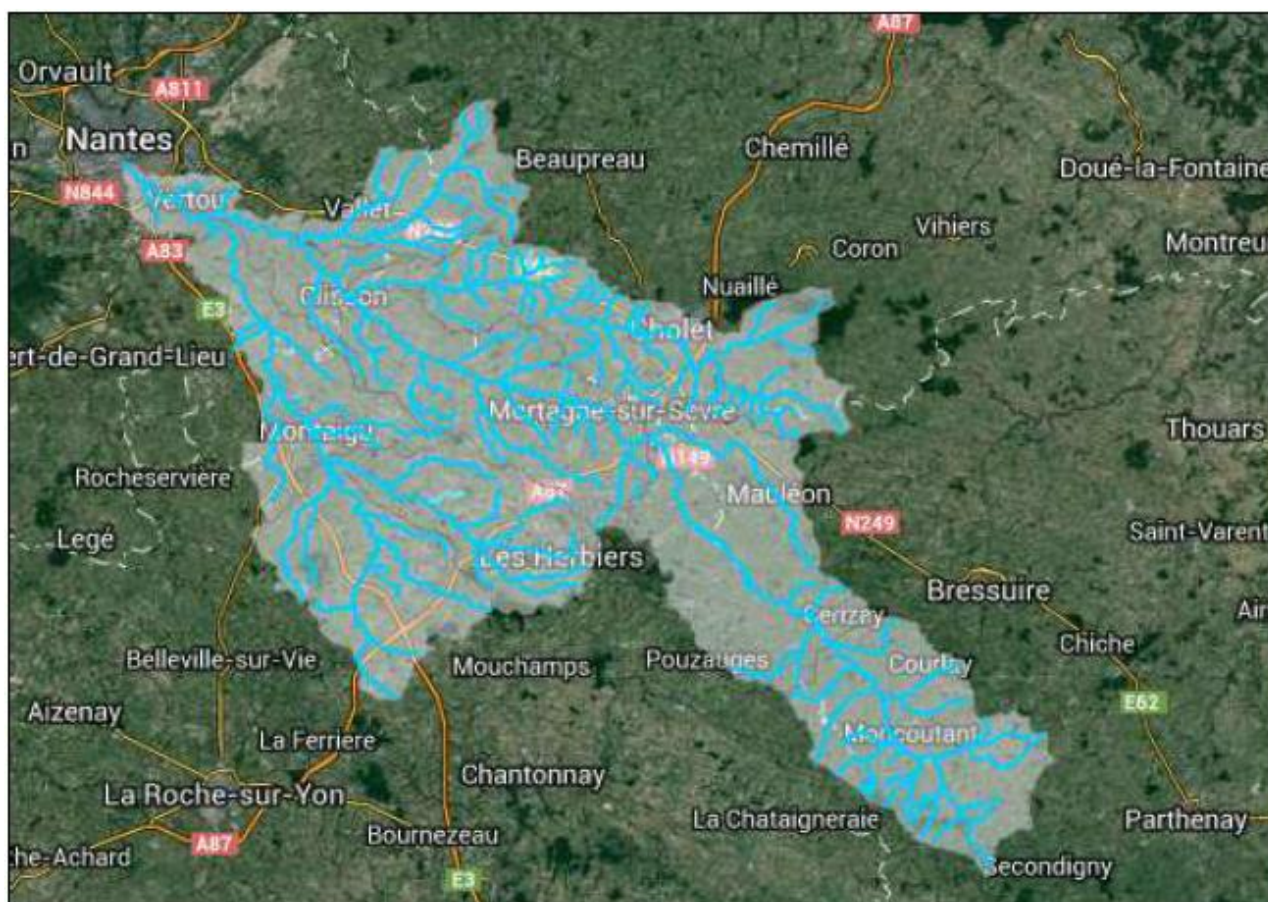 A87
Orvault
A811
Nantes
n
Beaupreau
Chemillé
Doué-la-Fontaine
N844
Vertou
Vallet
A83
Vihiers
Coron
Montreui
Nuaillé
Clisson
E3
Cholet
ert-de-Grand-Lieu
Mortagne-sur-Sèvre
Montaigu
Thouars
N149
Rocheservière
A87
Mauléon
N249
Saint-Varent
Legé
Les Herbiers
Bressuire
Cerizay
Air
Chiche
Belleville-sur-Vie
Mouchamps
Pouzauges
Courlay
E62
Aizenay
La Ferriere
Moncoutant
Chantonnay
La Roche-sur-Yon
La Chataigneraie
Parthenay
Bournezeau
A87
che-Achard
E3
Secondigny